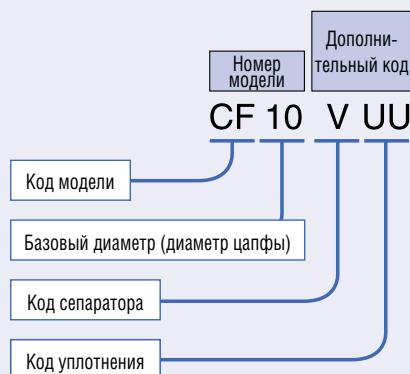 Дополни-
тельный код
Номер
модели
CF 10 V UU
Код модели
Базовый диаметр (диаметр цапфы)
Код сепаратора
Код уплотнения